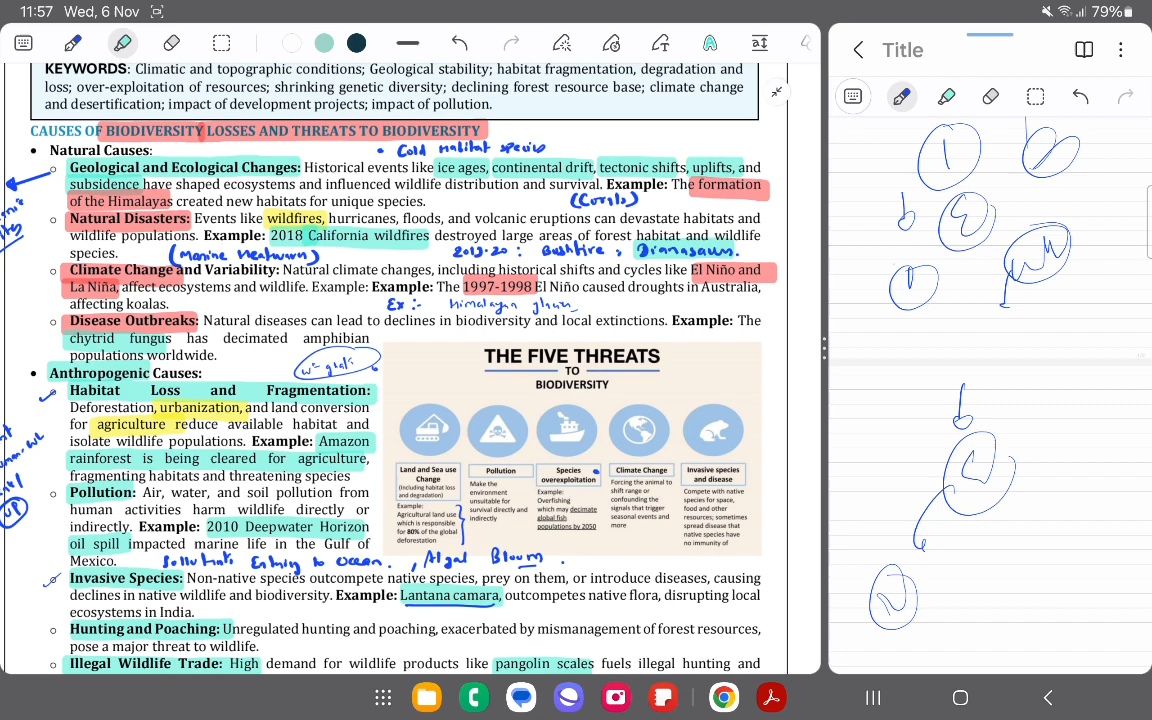 11:57 Wed, 6 Nov
79%
KEYWORDS: Climatic and topographic conditions; Geological stability; habitat fragmentation, degradation and
loss; over-exploitation of resources; shrinking genetic diversity; declining forest resource base; climate change
and desertification; impact of development projects; impact of pollution.
CAUSES OF BIODIVERSITY LOSSES AND THREATS TO BIODIVERSITY
• Natural Causes:
• Cold Habitat species
o Geological and Ecological Changes: Historical events like ice ages, continental drift, tectonic shifts, uplifts, and
subsidence have shaped ecosystems and influenced wildlife distribution and survival. Example: The formation
of the Himalayas created new habitats for unique species.
(Corals)
o Natural Disasters: Events like wildfires, hurricanes, floods, and volcanic eruptions can devastate habitats and
wildlife populations. Example: 2018 California wildfires destroyed large areas of forest habitat and wildlife
species.
(Marine Heatwave) 2019-20: Bushfire,
o Climate Change and Variability: Natural climate changes, including historical shifts and cycles like El Niño and
La Niña, affect ecosystems and wildlife. Example: Example: The 1997-1998 El Niño caused droughts in Australia,
affecting koalas.
Ex :- Himalayan
o Disease Outbreaks: Natural diseases can lead to declines in biodiversity and local extinctions. Example: The
chytrid fungus has decimated amphibian
populations worldwide.
• Anthropogenic Causes:
o Habitat Loss and Fragmentation:
Deforestation, urbanization, and land conversion
for agriculture reduce available habitat and
isolate wildlife populations. Example: Amazon
rainforest is being cleared for agriculture,
fragmenting habitats and threatening species
o Pollution: Air, water, and soil pollution from
human activities harm wildlife directly or
indirectly. Example: 2010 Deepwater Horizon
oil spill impacted marine life in the Gulf of
Mexico.
THE FIVE THREATS
TO
BIODIVERSITY
Land and Sea use
Change
(Including habitat loss
and degradation)
Example:
Agricultural land use
which is responsible
for 80% of the global
deforestation
Pollution
Make the
environment
unsuitable for
survival directly and
indirectly
Species
overexploitation
Example:
Overfishing
which may decimate
global fish
populations by 2050
Climate Change
Forcing the animal to
shift range or
confounding the
signals that trigger
seasonal events and
more
Invasive species
and disease
Compete with native
species for space,
food and other
resources; sometimes
spread disease that
native species have
no immunity of
Pollutants Entering to ocean. , Algal Bloom .
o Invasive Species: Non-native species outcompete native species, prey on them, or introduce diseases, causing
declines in native wildlife and biodiversity. Example: Lantana camara, outcompetes native flora, disrupting local
ecosystems in India.
o Hunting and Poaching: Unregulated hunting and poaching, exacerbated by mismanagement of forest resources,
pose a major threat to wildlife.
o Illegal Wildlife Trade: High demand for wildlife products like pangolin scales fuels illegal hunting and
Title